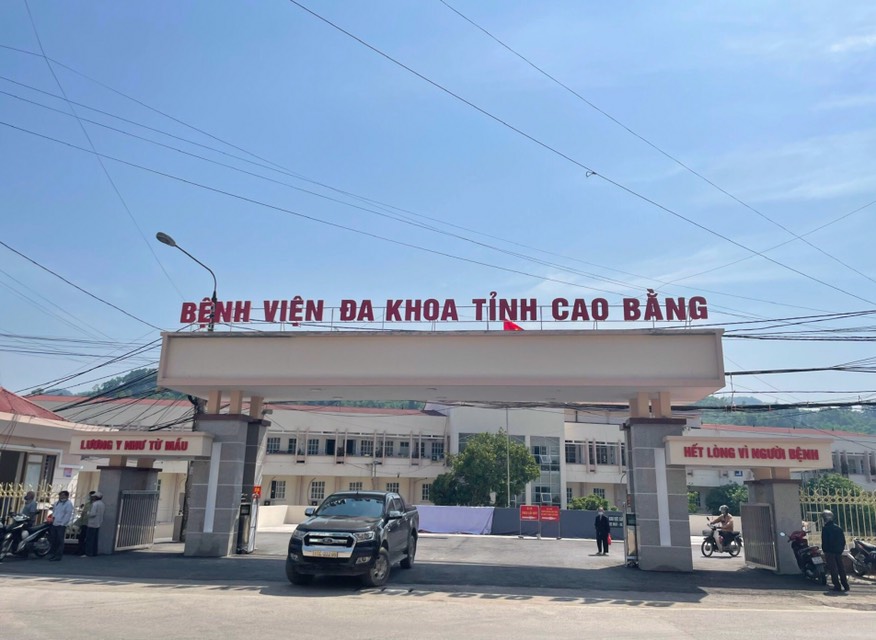 BỆNH VIỆN ĐA KHOA TỈNH CAO BẰNG
LƯƠNG Y NHƯ TỪ MẪU
HẾT LÒNG VÌ NGƯỜI BỆNH